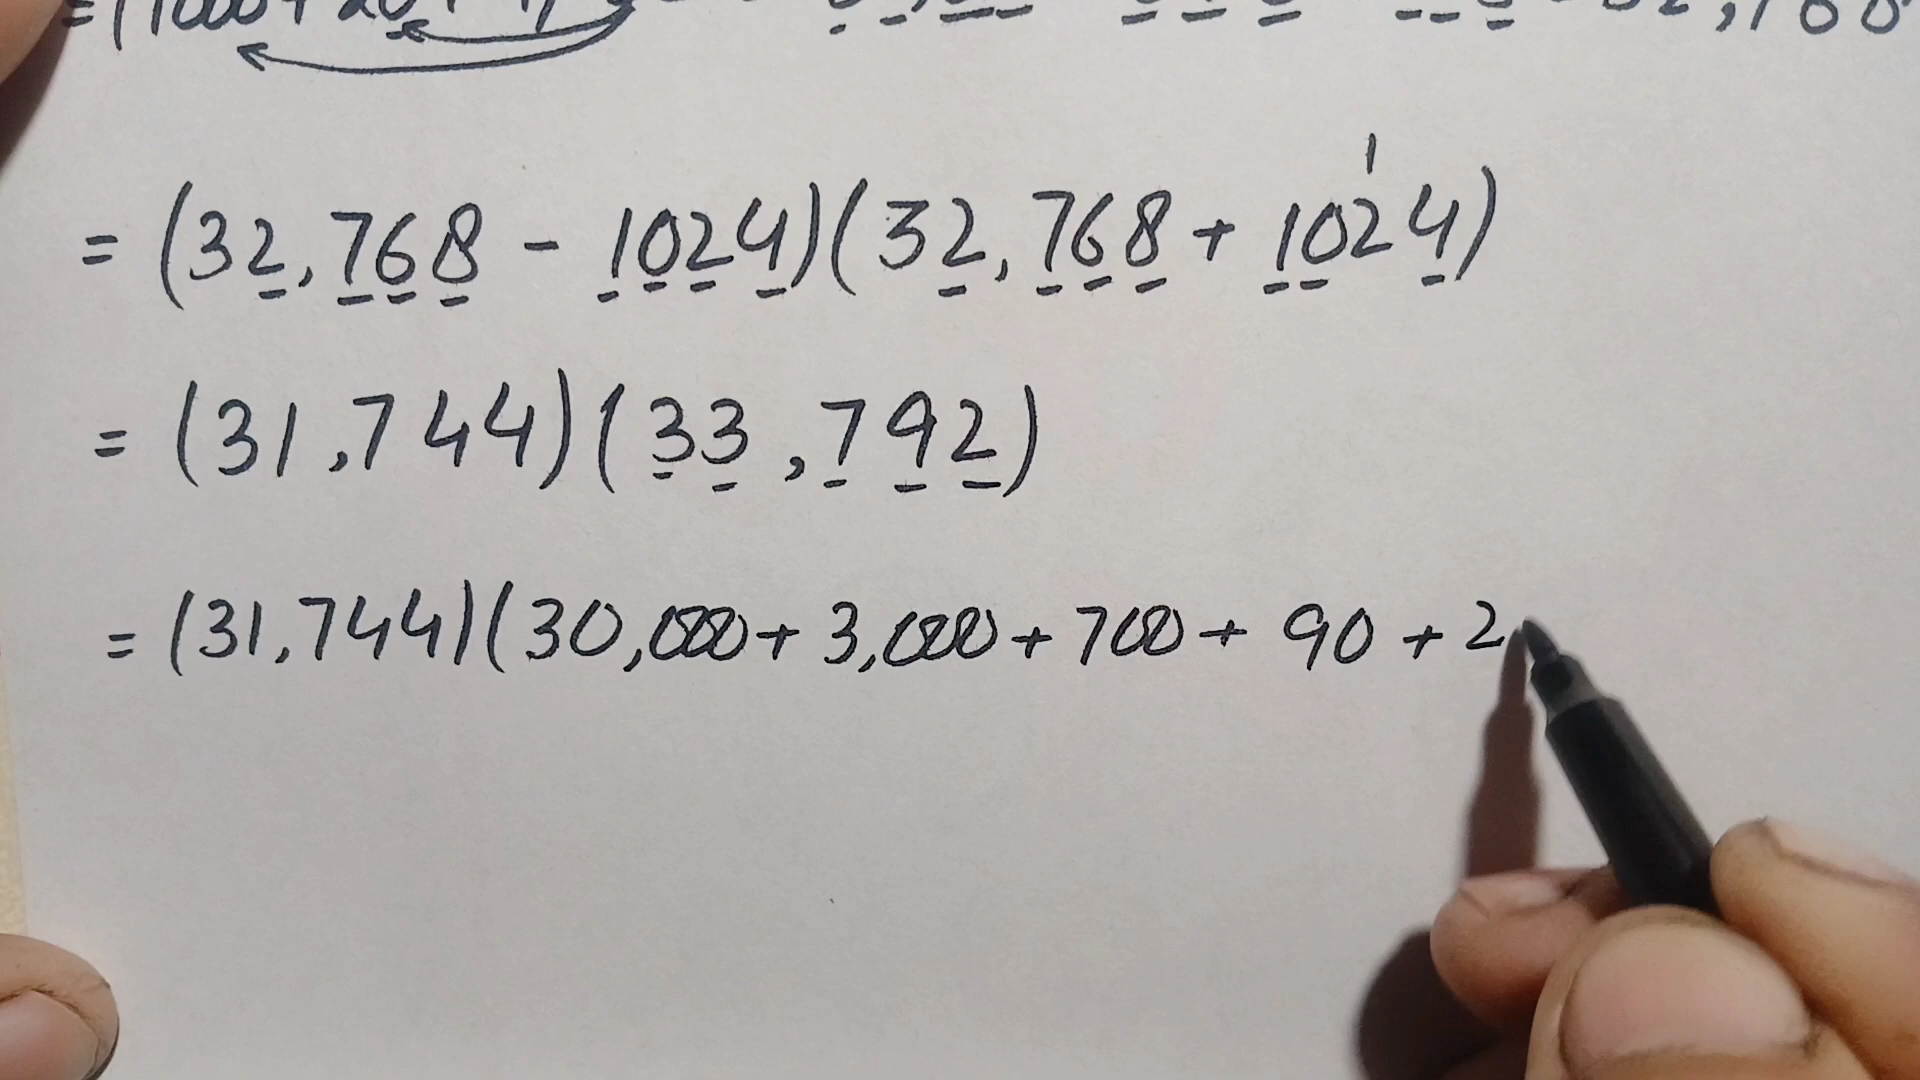 = (32,768 - 1024)(32,768 + 1024)
= (31,744)(33,792)
= (31,744)(30,000 + 3,000 + 700 + 90 + 2